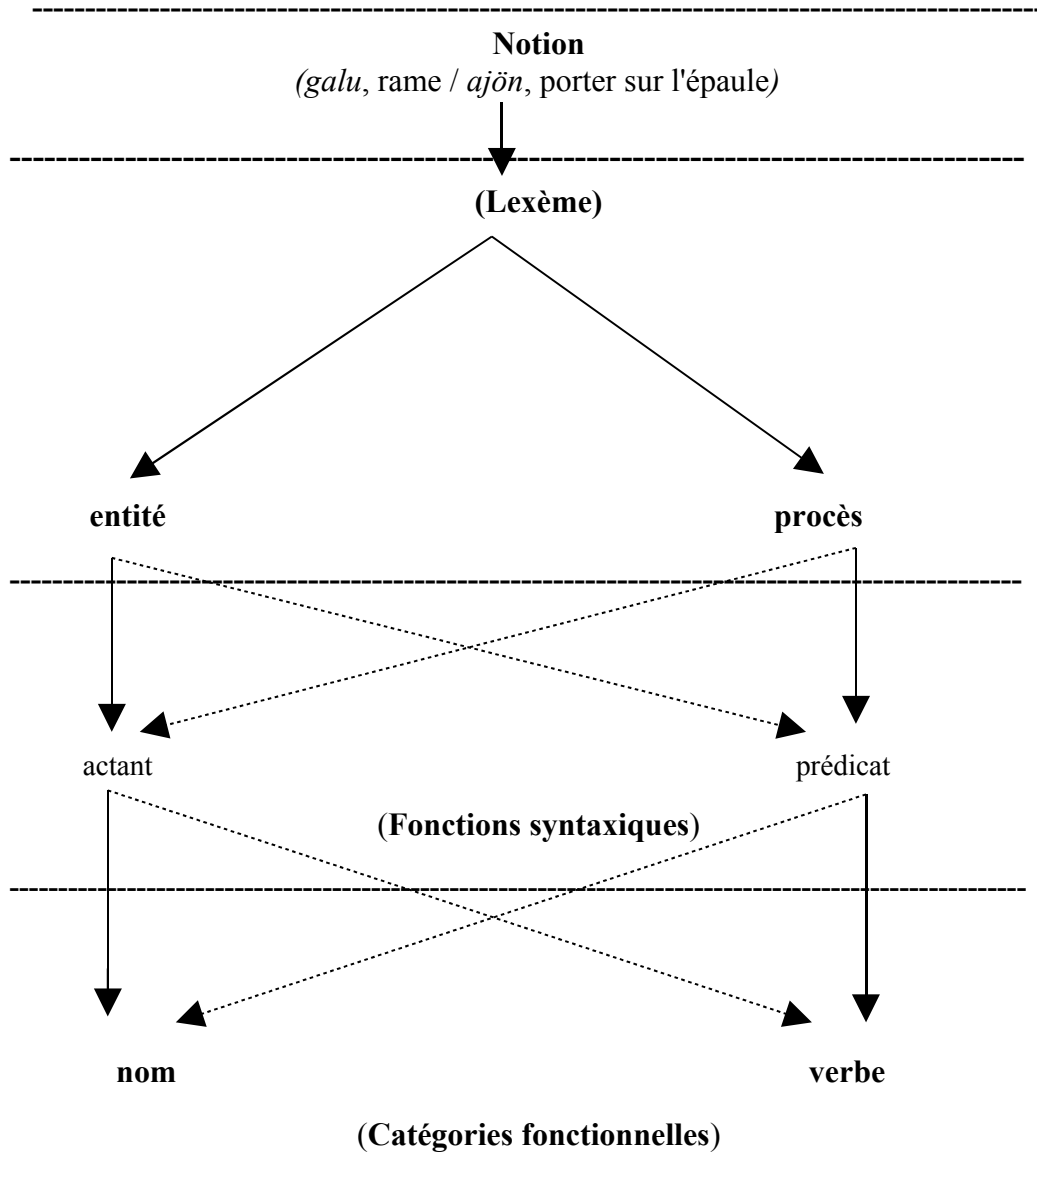 Notion
(galu, rame / ajön, porter sur l'épaule)
(Lexème)
entité procès
actant prédicat
(Fonctions syntaxiques)
nom verbe
(Catégories fonctionnelles)